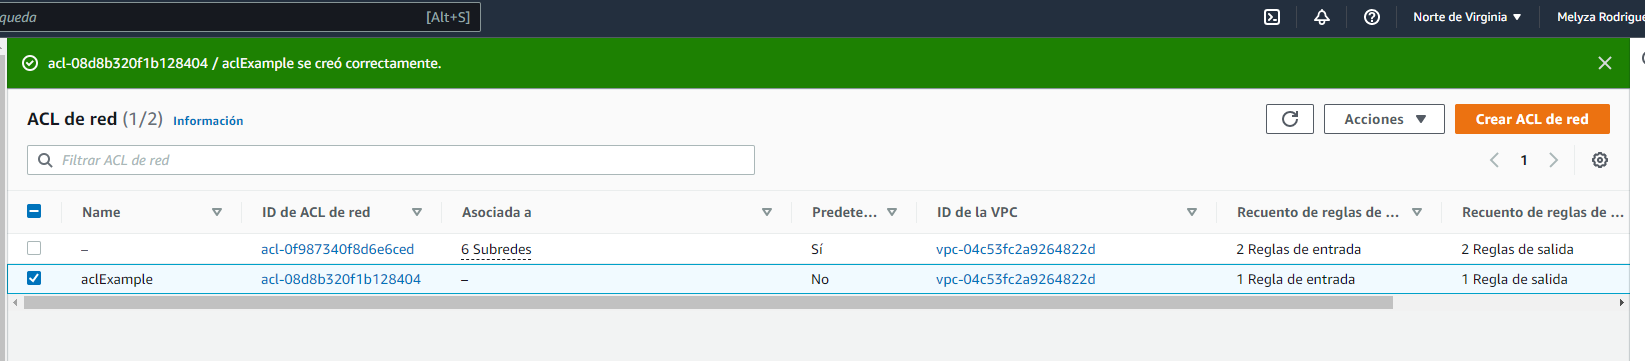 queda [Alt+S] Norte de Virginia Melyza Rodrigue
acl-08d8b320f1b128404 / aclExample se creó correctamente.
ACL de red (1/2) Información Acciones Crear ACL de red
Filtrar ACL de red 1
Name ID de ACL de red Asociada a Predete... ID de la VPC Recuento de reglas de ... Recuento de reglas de ...
– acl-0f987340f8d6e6ced 6 Subredes Sí vpc-04c53fc2a9264822d 2 Reglas de entrada 2 Reglas de salida
aclExample acl-08d8b320f1b128404 – No vpc-04c53fc2a9264822d 1 Regla de entrada 1 Regla de salida